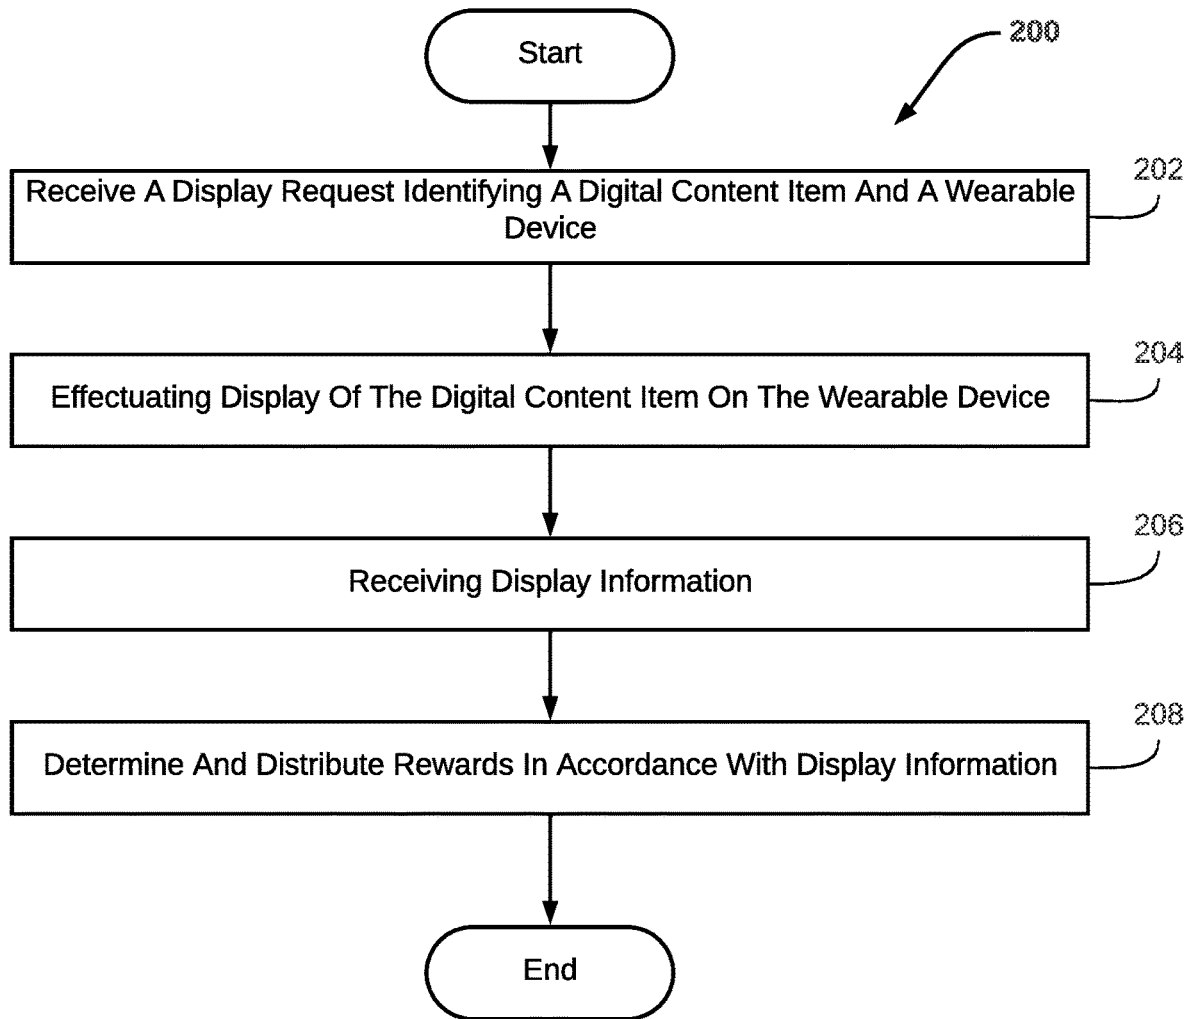 Start
200
202
Receive A Display Request Identifying A Digital Content Item And A Wearable
Device
204
Effectuating Display Of The Digital Content Item On The Wearable Device
206
Receiving Display Information
208
Determine And Distribute Rewards In Accordance With Display Information
End